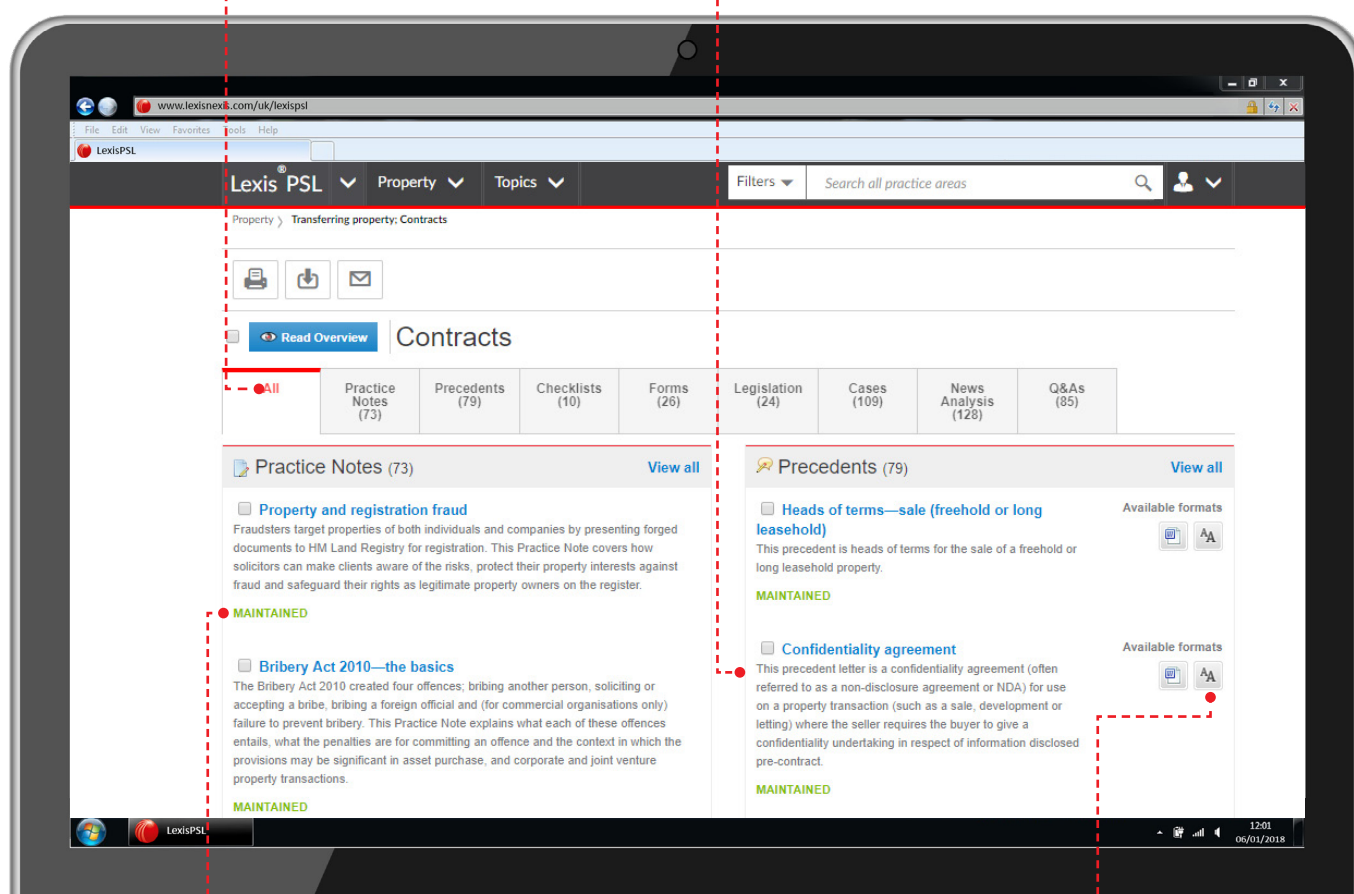 www.lexisnexis.com/uk/lexispsl
File Edit View Favorites Tools Help
LexisPSL
Lexis®PSL Property Topics Filters Search all practice areas
Property Transferring property; Contracts
Read Overview Contracts
All
Practice
Notes
(73)
Precedents
(79)
Checklists
(10)
Forms
(26)
Legislation
(24)
Cases
(109)
News
Analysis
(128)
Q&As
(85)
Practice Notes (73) View all
Property and registration fraud
Fraudsters target properties of both individuals and companies by presenting forged
documents to HM Land Registry for registration. This Practice Note covers how
solicitors can make clients aware of the risks, protect their property interests against
fraud and safeguard their rights as legitimate property owners on the register.
MAINTAINED
Bribery Act 2010—the basics
The Bribery Act 2010 created four offences; bribing another person, soliciting or
accepting a bribe, bribing a foreign official and (for commercial organisations only)
failure to prevent bribery. This Practice Note explains what each of these offences
entails, what the penalties are for committing an offence and the context in which the
provisions may be significant in asset purchase, and corporate and joint venture
property transactions.
MAINTAINED
Precedents (79) View all
Heads of terms—sale (freehold or long
leasehold)
Available formats
This precedent is heads of terms for the sale of a freehold or
long leasehold property.
MAINTAINED
Confidentiality agreement
Available formats
This precedent letter is a confidentiality agreement (often
referred to as a non-disclosure agreement or NDA) for use
on a property transaction (such as a sale, development or
letting) where the seller requires the buyer to give a
confidentiality undertaking in respect of information disclosed
pre-contract.
MAINTAINED
LexisPSL
12:01
06/01/2018